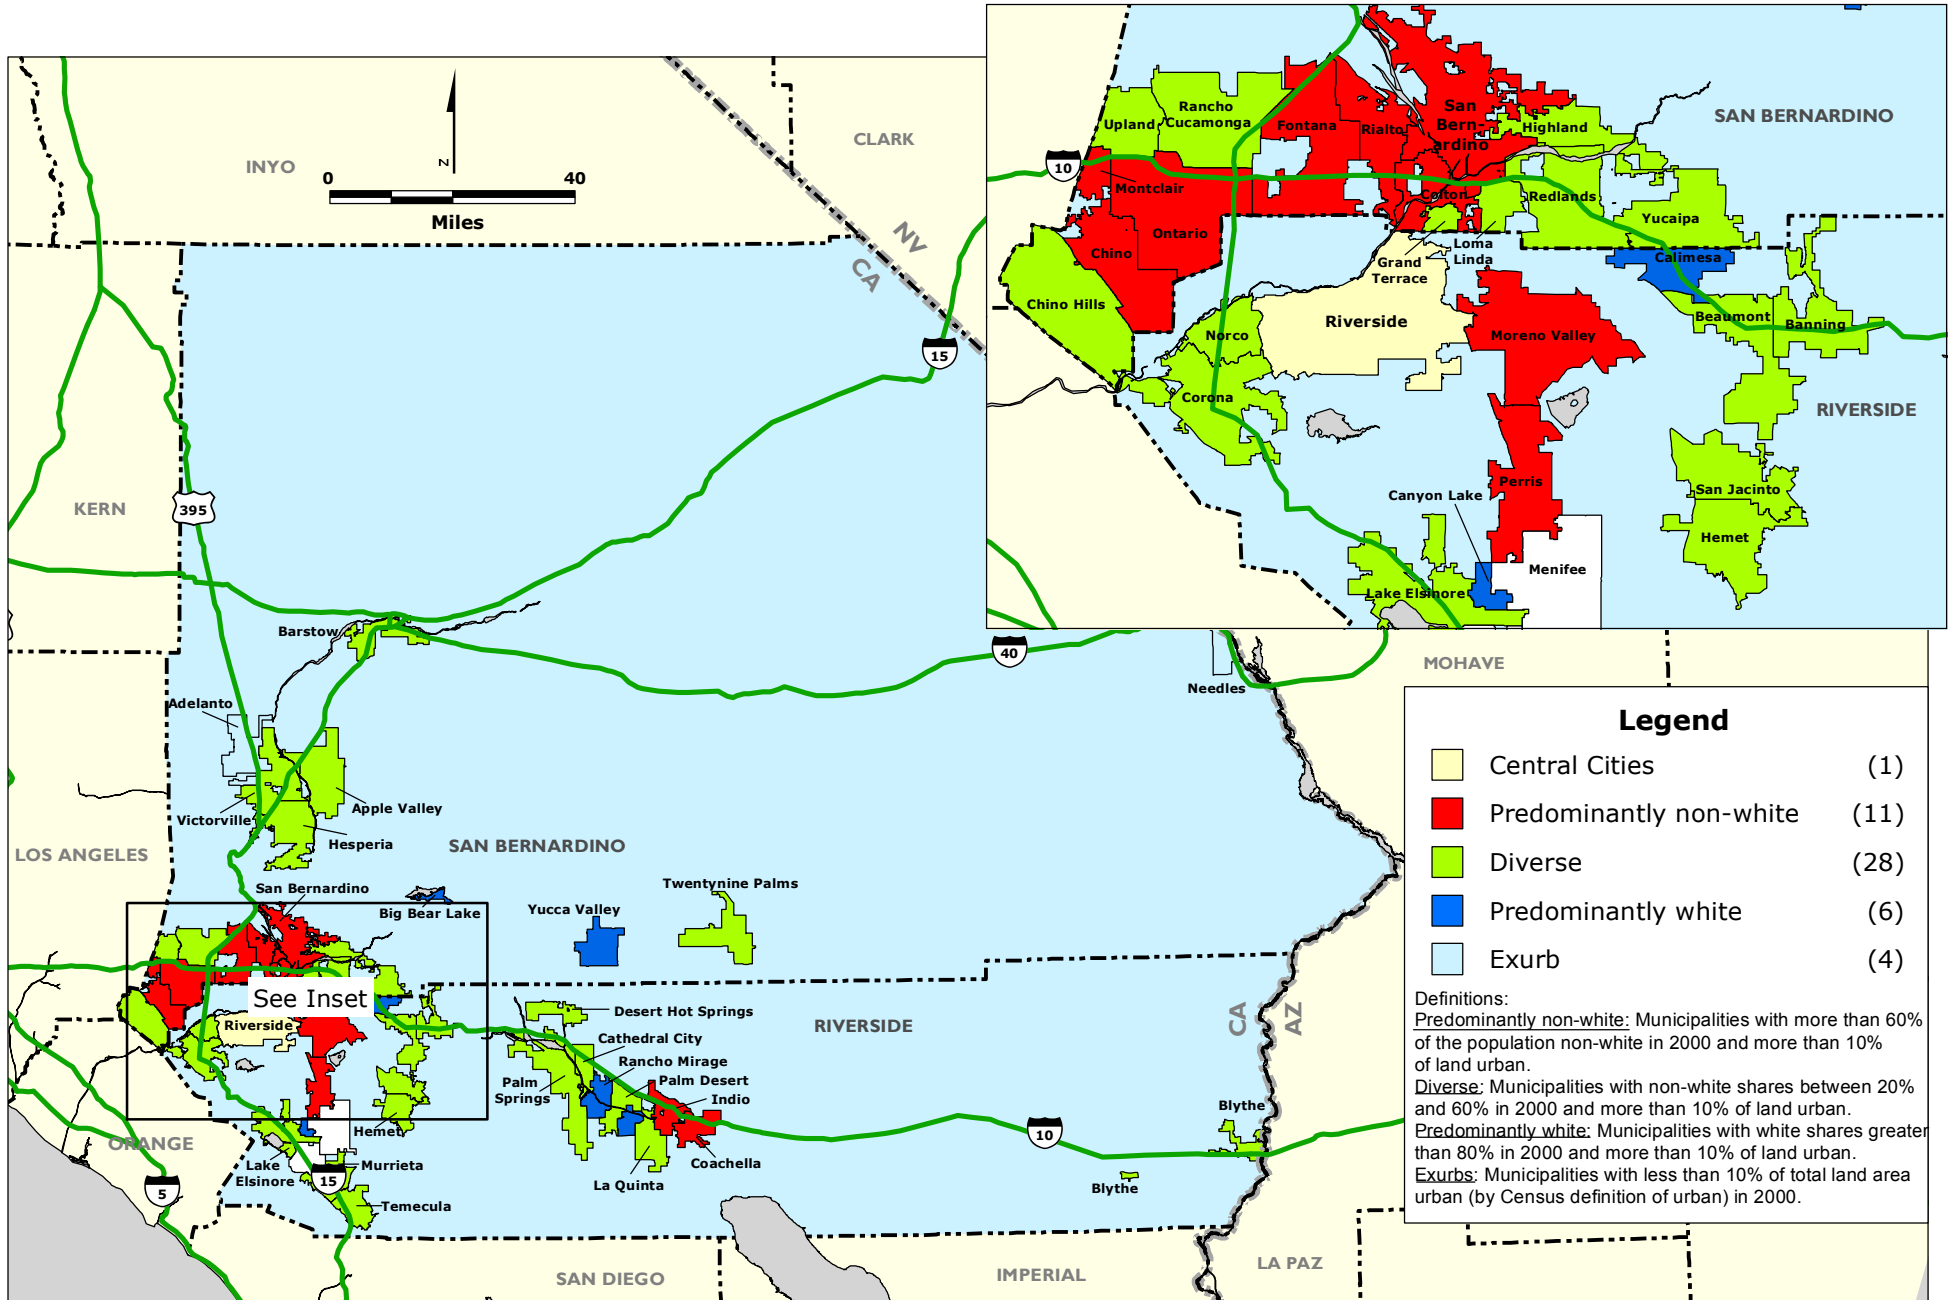 INYO
CLARK
0
40
Miles
N
NV
CA
15
KERN
395
Barstow
40
MOHAVE
Needles
Adelanto
Victorville
Apple Valley
Hesperia
LOS ANGELES
SAN BERNARDINO
San Bernardino
Big Bear Lake
Yucca Valley
Twentynine Palms
See Inset
Riverside
RIVERSIDE
Desert Hot Springs
Cathedral City
Rancho Mirage
Palm Desert
Indio
Palm
Springs
Coachella
La Quinta
Hemet
ORANGE
Lake
Elsinore
Murrieta
15
Temecula
5
10
Blythe
Blythe
CA
AZ
SAN DIEGO
IMPERIAL
LA PAZ
SAN BERNARDINO
Rancho
Cucamonga
Upland
Fontana
Rialto
San
Bern-
ardino
Highland
10
Montclair
Colton
Redlands
Yucaipa
Ontario
Chino
Loma
Linda
Grand
Terrace
Calimesa
Chino Hills
Riverside
Norco
Moreno Valley
Beaumont
Banning
Corona
RIVERSIDE
Perris
Canyon Lake
San Jacinto
Hemet
Menifee
Lake Elsinore
Legend
Central Cities (1)
Predominantly non-white (11)
Diverse (28)
Predominantly white (6)
Exurb (4)
Definitions:
Predominantly non-white: Municipalities with more than 60%
of the population non-white in 2000 and more than 10%
of land urban.
Diverse: Municipalities with non-white shares between 20%
and 60% in 2000 and more than 10% of land urban.
Predominantly white: Municipalities with white shares greater
than 80% in 2000 and more than 10% of land urban.
Exurbs: Municipalities with less than 10% of total land area
urban (by Census definition of urban) in 2000.